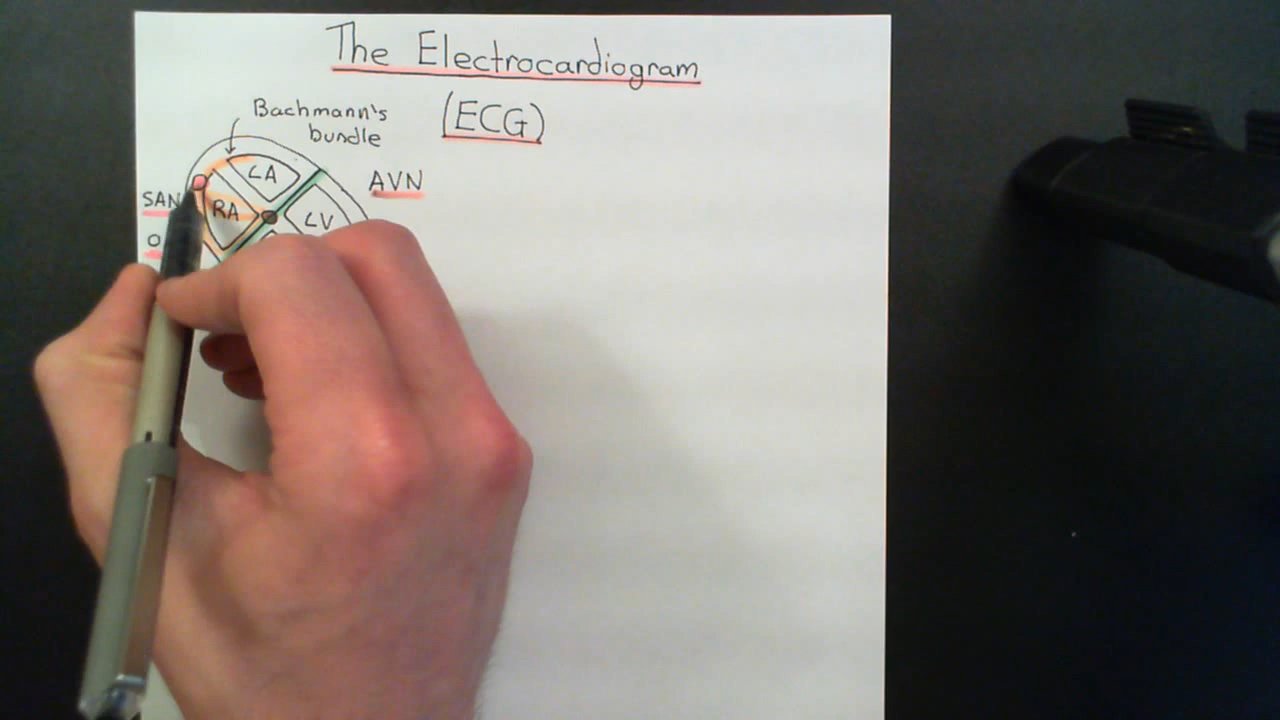 The Electrocardiogram
(ECG)
Bachmann's
bundle
LA
AVN
SAN
RA
LV